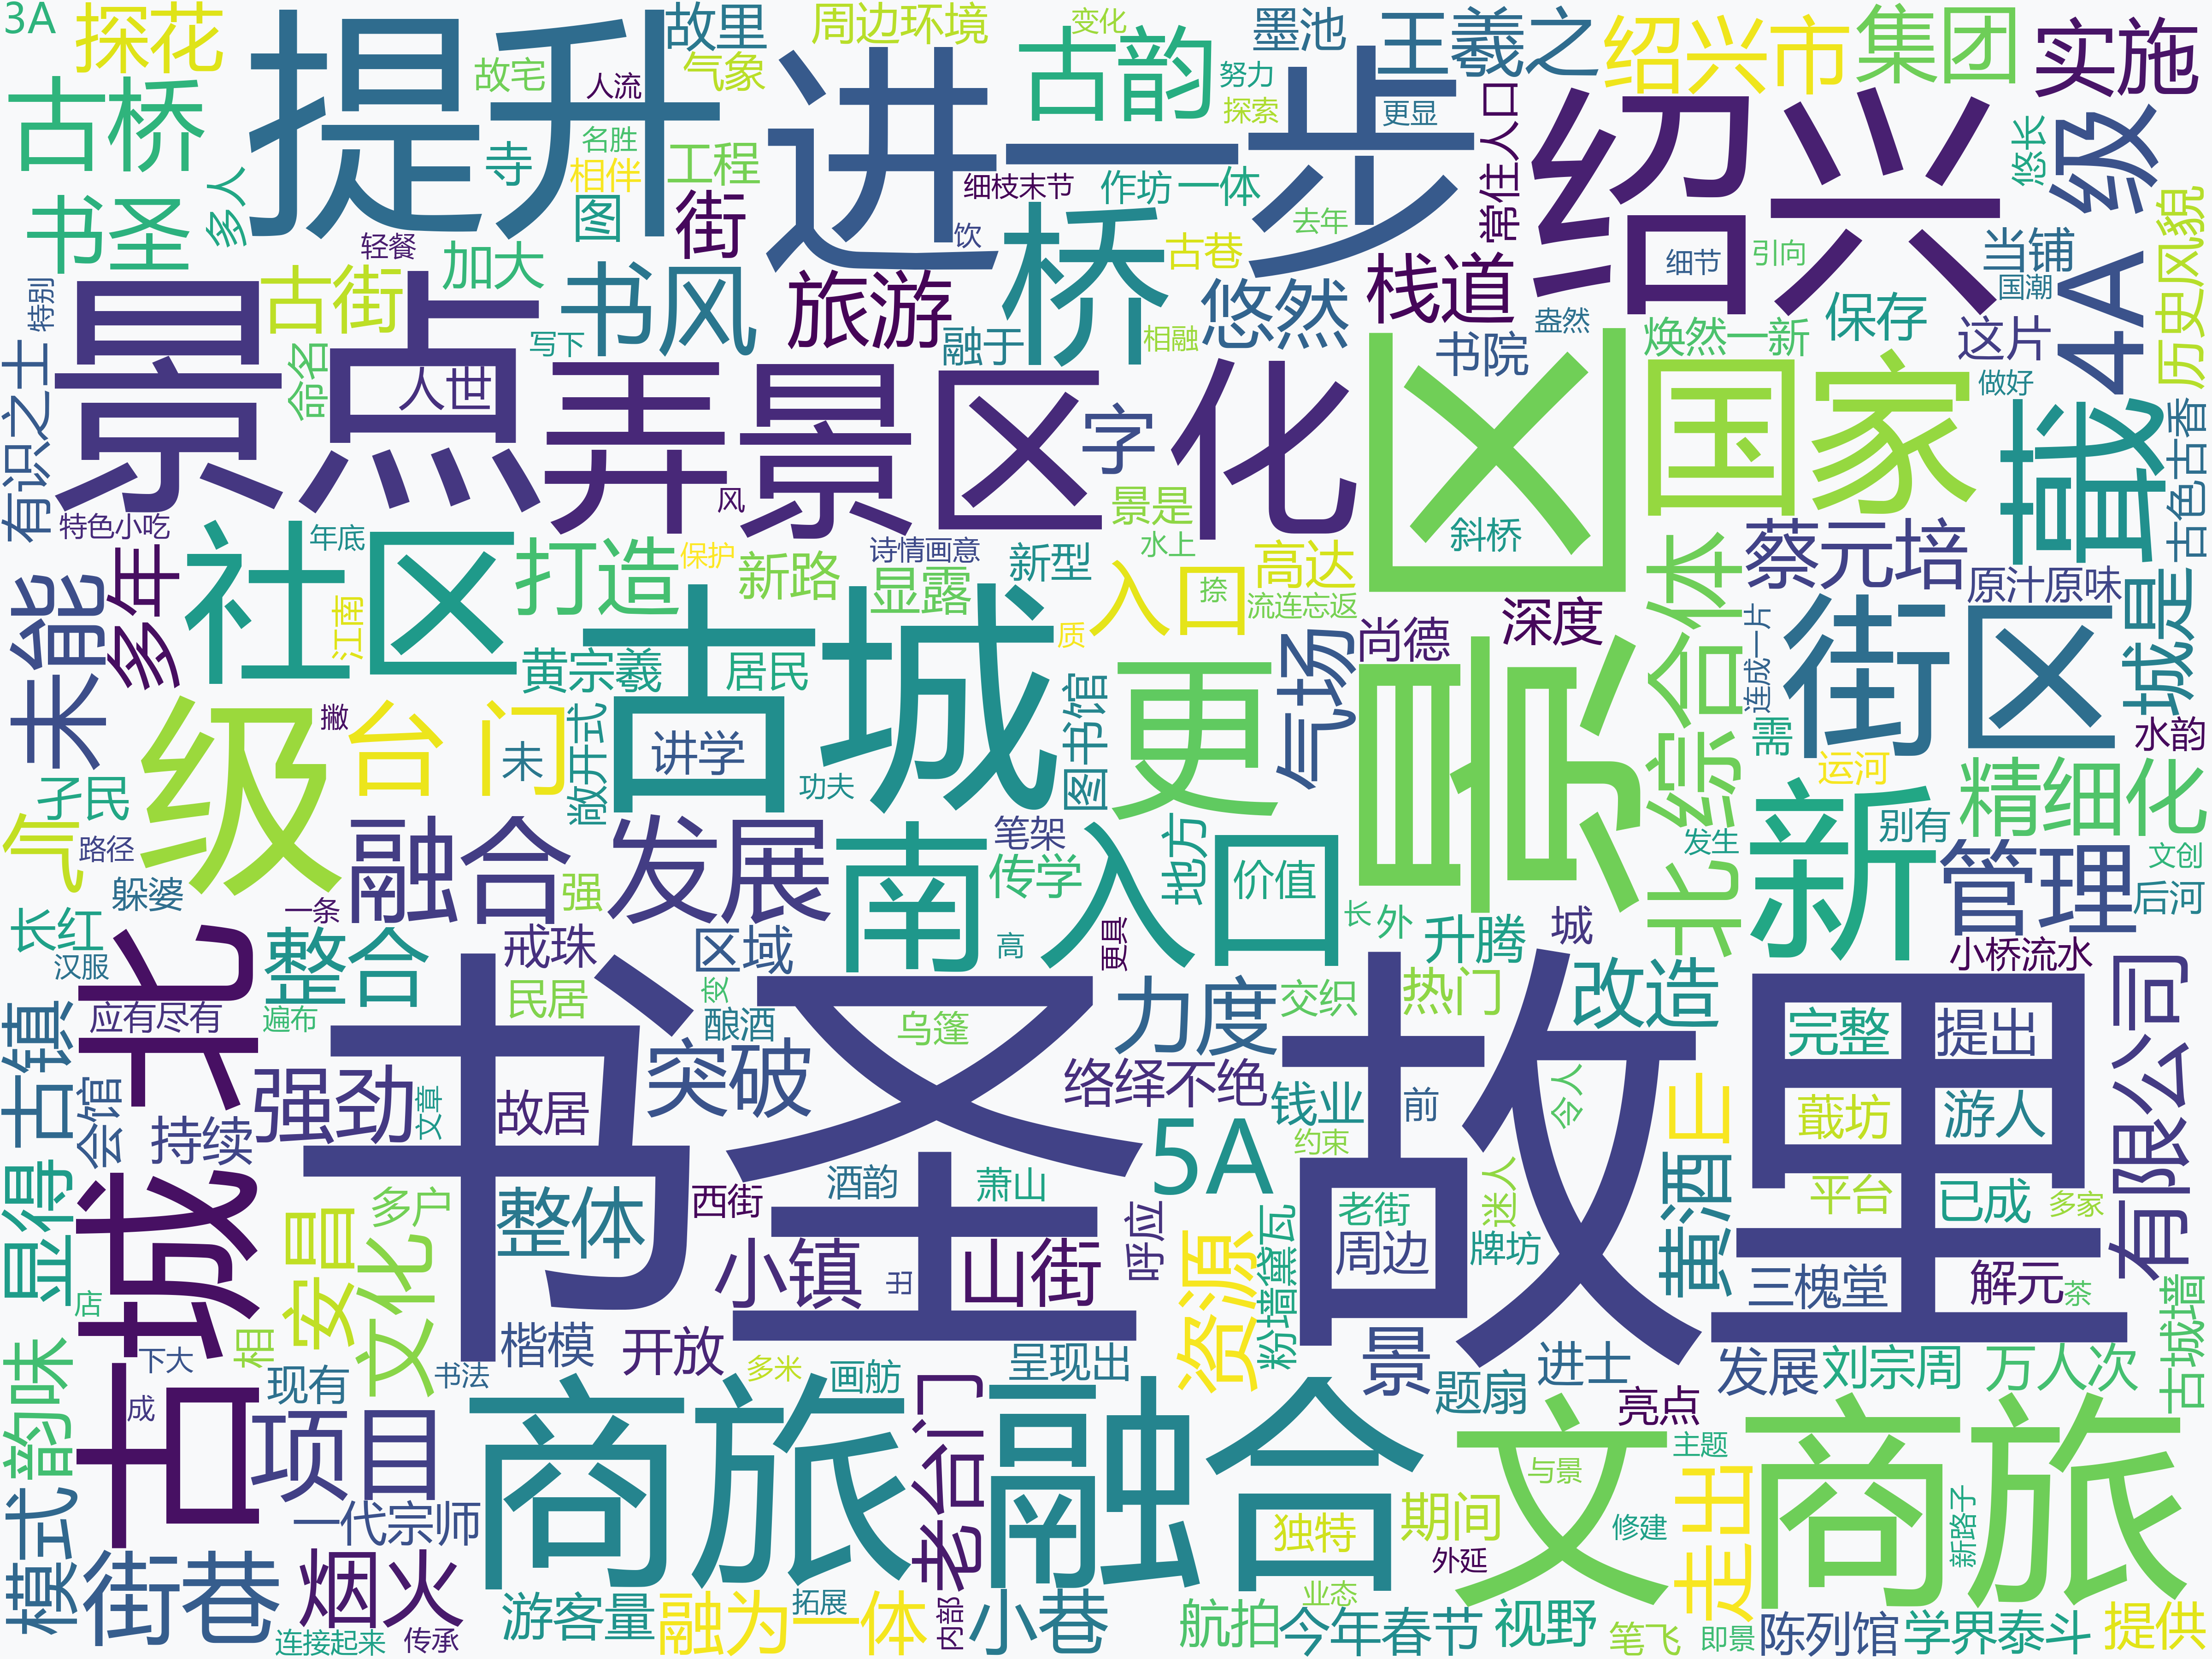 3A
探花
提升
故里
周边环境
变化
墨池
王羲之
绍兴市
集团
实施
故宅
人流
气象
进一步
古韵
努力
探索
更显
古桥
书圣
多人
寺
名胜
相伴
工程
图
街
细枝末节
作坊
一体
桥
常住人口
绍兴
悠长
4A
级
历史风貌
轻餐
加大
饮
古巷
去年
栈道
细节
引向
国潮
当铺
特别
古街
书风
旅游
融于
相融
悠然
盎然
焕然一新
保存
这片
写下
命名
景点
人世
弄
景区
化
字
书院
区
国家
做好
戢
古色古香
有识之士
特色小吃
年底
风
保护
诗情画意
景是
水上
新型
斜桥
蔡元培
原汁原味
未能
多年
社区
江南
打造
新路
显露
古城
质
入口
捺
高达
流连忘返
尚德
深度
综合体
北
连成一片
街区
城是
水韵
黄宗羲
居民
图书馆
更
气场
崇
需
运河
撇
级
台门
未
敞开式
讲学
功夫
孑民
气
路径
躲婆
融合
发展
强
南
笔架
传学
入口
地方
价值
新
别有
发生
精细化
管理
文创
后河
长红
汉服
一条
整合
戒珠
区域
高
更具
长
外
升腾
城
小桥流水
北
应有尽有
遍布
民居
变
酿酒
乌篷
力度
交织
热门
改造
完整
提出
有限公司
古镇
会馆
持续
强劲
文章
故居
突破
书圣
故里
络绎不绝
钱业
前
令人
约束
巨
蕺坊
游人
显得
古城
安昌
多户
文化
整体
西街
酒韵
萧山
5A
呼应
粉墙黛瓦
老街
周边
迷人
牌坊
黄酒
平台
已成
多家
小镇
山街
资源
三槐堂
解元
茶
古城墙
店
相
韵味
下大
成
现有
书法
楷模
开放
多米
画舫
呈现出
景
题扇
进士
亮点
发展
刘宗周
万人次
项目
商旅
老台门
融合
文
商旅
主题
与景
走出
新路子
模式
一代宗师
街巷
烟火
独特
期间
外延
修建
连接起来
传承
游客量
融为一体
拓展
内部
小巷
业态
航拍
今年春节
视野
笔飞
即景
陈列馆
学界泰斗
提供